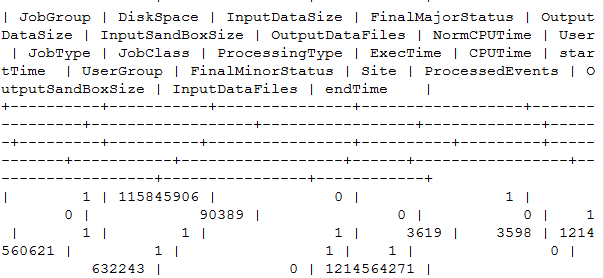 | JobGroup | DiskSpace | InputDataSize | FinalMajorStatus | Output
DataSize | InputSandBoxSize | OutputDataFiles | NormCPUTime | User
 | JobType | JobClass | ProcessingType | ExecTime | CPUTime | star
tTime  | UserGroup | FinalMinorStatus | Site | ProcessedEvents | O
utputSandBoxSize | InputDataFiles | endTime    |
+----------+-----------+---------------+------------------+-------
---------+------------------+-----------------+-------------+-----
-+---------+----------+----------------+----------+---------+-----
-------+-----------+------------------+------+-----------------+--
-----------------+----------------+------------+
|        1 | 115845906 |             0 |                1 |
       0 |            90389 |               0 |           0 |    1
 |       1 |        1 |              1 |     3619 |    3598 | 1214
560621 |         1 |                1 |    1 |               0 |
          632243 |              0 | 1214564271 |